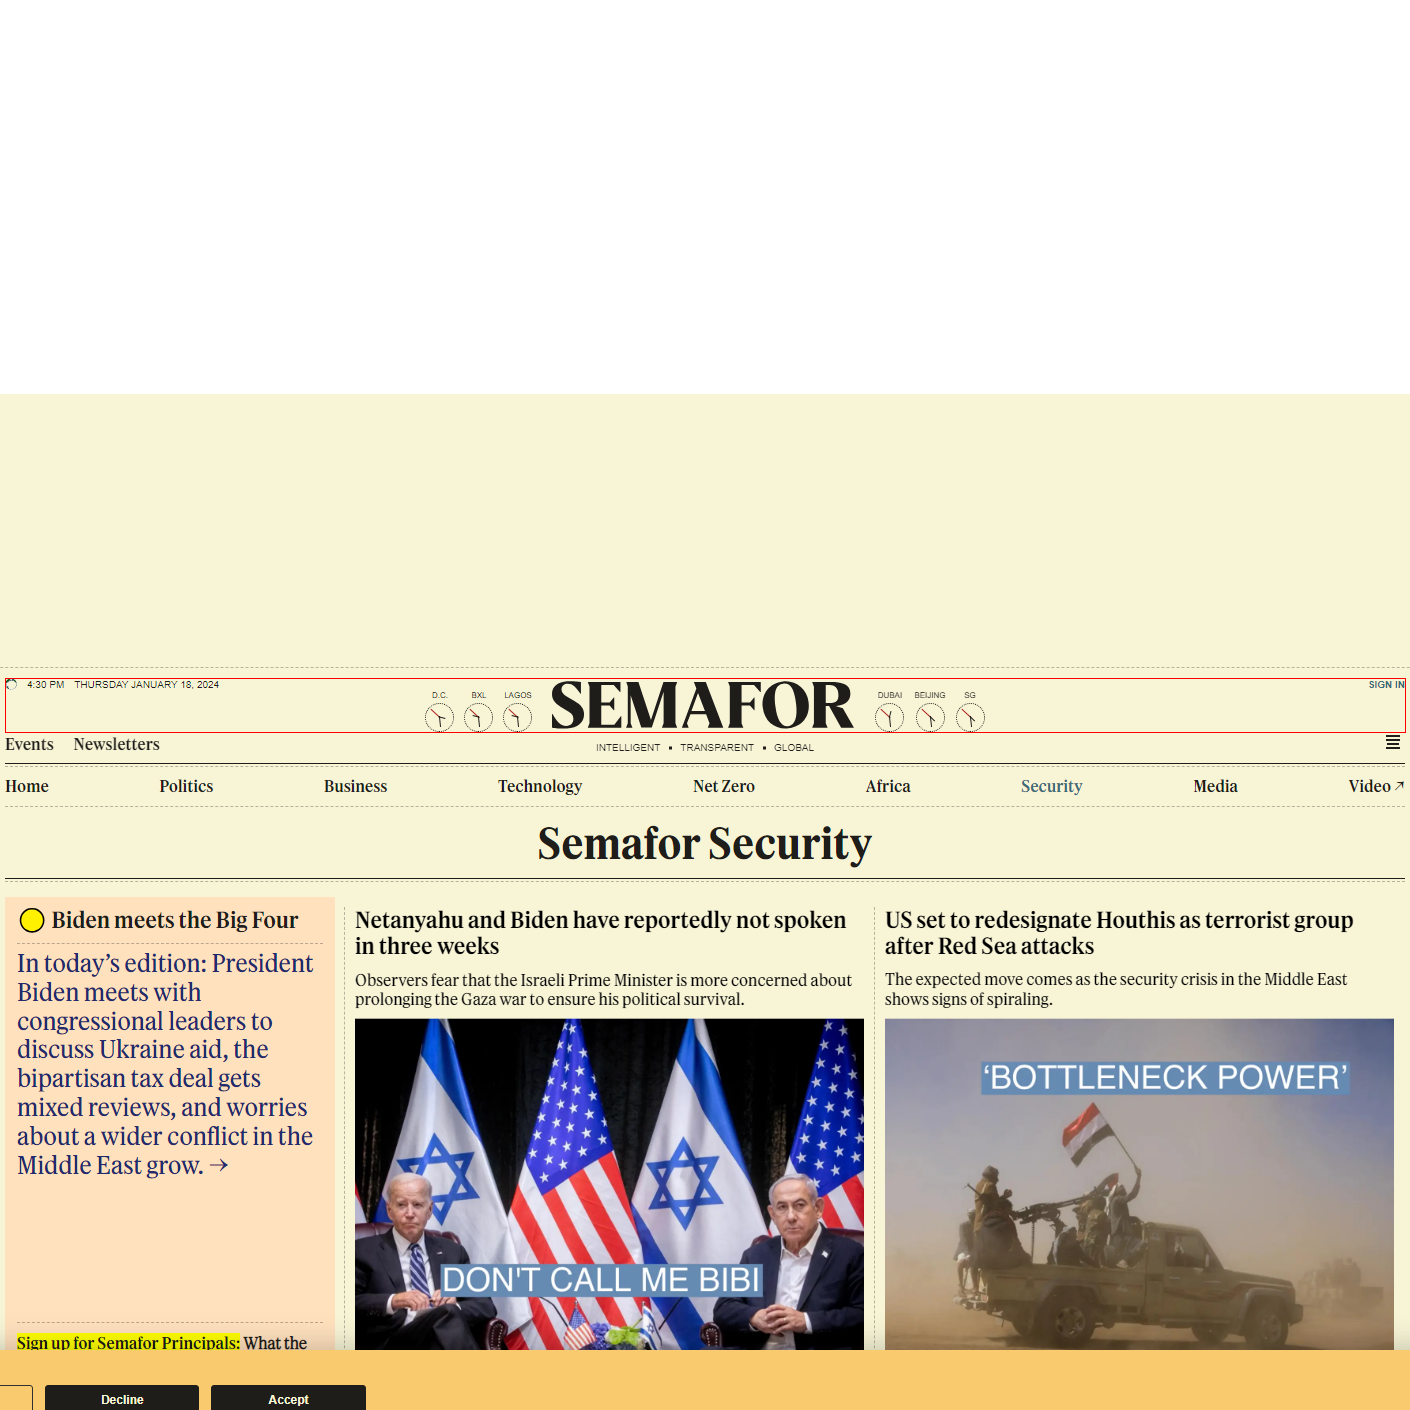 4:30 PM THURSDAY JANUARY 18, 2024
SIGN IN
D.C. BXL LAGOS
SEMAFOR
DUBAI BEIJING SG
Events Newsletters
INTELLIGENT ▪ TRANSPARENT ▪ GLOBAL
Home Politics Business Technology Net Zero Africa Security Media Video ↗
Semafor Security
Biden meets the Big Four
In today’s edition: President
Biden meets with
congressional leaders to
discuss Ukraine aid, the
bipartisan tax deal gets
mixed reviews, and worries
about a wider conflict in the
Middle East grow. →
Sign up for Semafor Principals: What the
Netanyahu and Biden have reportedly not spoken
in three weeks
Observers fear that the Israeli Prime Minister is more concerned about
prolonging the Gaza war to ensure his political survival.
DON'T CALL ME BIBI
US set to redesignate Houthis as terrorist group
after Red Sea attacks
The expected move comes as the security crisis in the Middle East
shows signs of spiraling.
‘BOTTLENECK POWER’
Decline
Accept